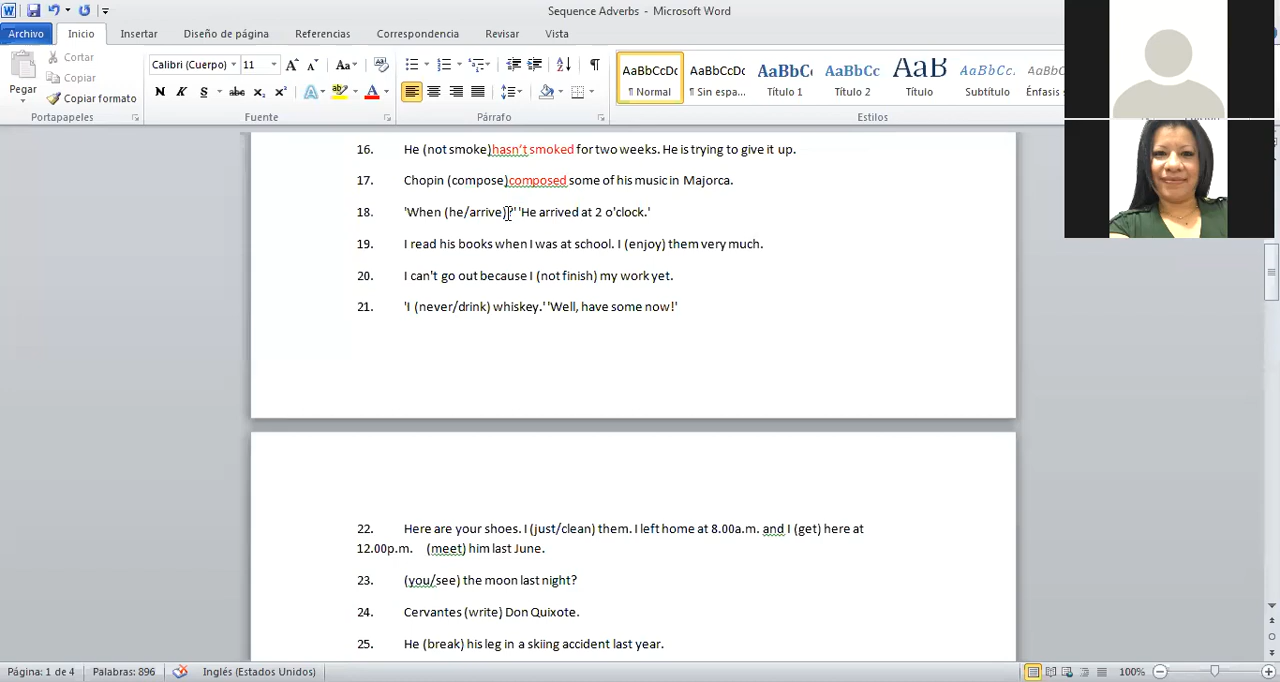 Sequence Adverbs - Microsoft Word
Archivo Inicio Insertar Diseño de página Referencias Correspondencia Revisar Vista
Cortar
Copiar
Copiar formato
Pegar
Calibri (Cuerpo) 11
Portapapeles Fuente Párrafo Estilos
AaBbCcDc AaBbCcDc AaBbC AaBbCc AaB AaBbCc.
¶ Normal ¶ Sin espa... Título 1 Título 2 Título Subtítulo Énfasis
16. He (not smoke)hasn't smoked for two weeks. He is trying to give it up.
17. Chopin (compose)composed some of his music in Majorca.
18. 'When (he/arrive)?' 'He arrived at 2 o'clock.'
19. I read his books when I was at school. I (enjoy) them very much.
20. I can't go out because I (not finish) my work yet.
21. 'I (never/drink) whiskey.' 'Well, have some now!'
22. Here are your shoes. I (just/clean) them. I left home at 8.00a.m. and I (get) here at
12.00p.m. (meet) him last June.
23. (you/see) the moon last night?
24. Cervantes (write) Don Quixote.
25. He (break) his leg in a skiing accident last year.
Página: 1 de 4 Palabras: 896 Inglés (Estados Unidos) 100%